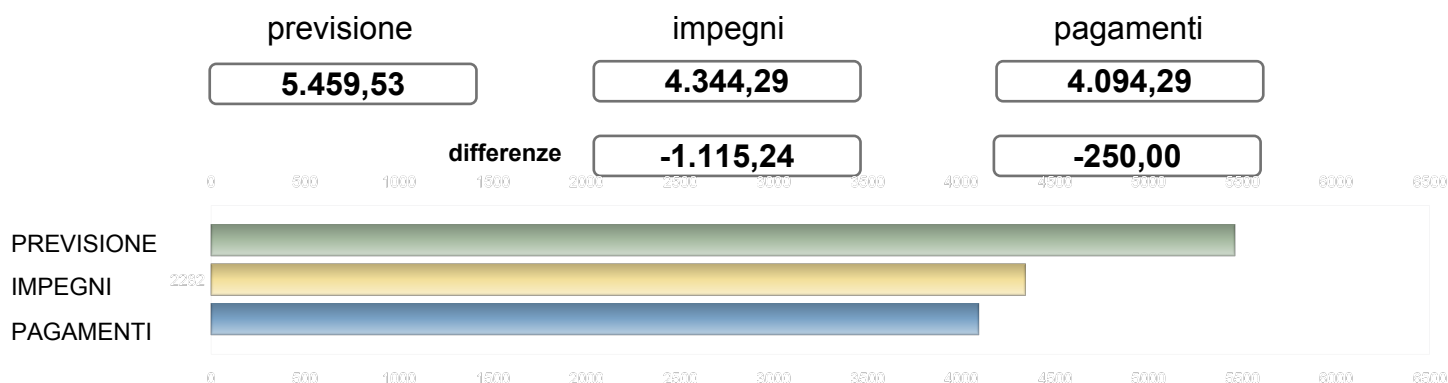 previsione impegni pagamenti
5.459,53 4.344,29 4.094,29
differenze -1.115,24 -250,00
0 500 1000 1500 2000 2500 3000 3500 4000 4500 5000 5500 6000 6500
PREVISIONE
2282
IMPEGNI
PAGAMENTI
0 500 1000 1500 2000 2500 3000 3500 4000 4500 5000 5500 6000 6500